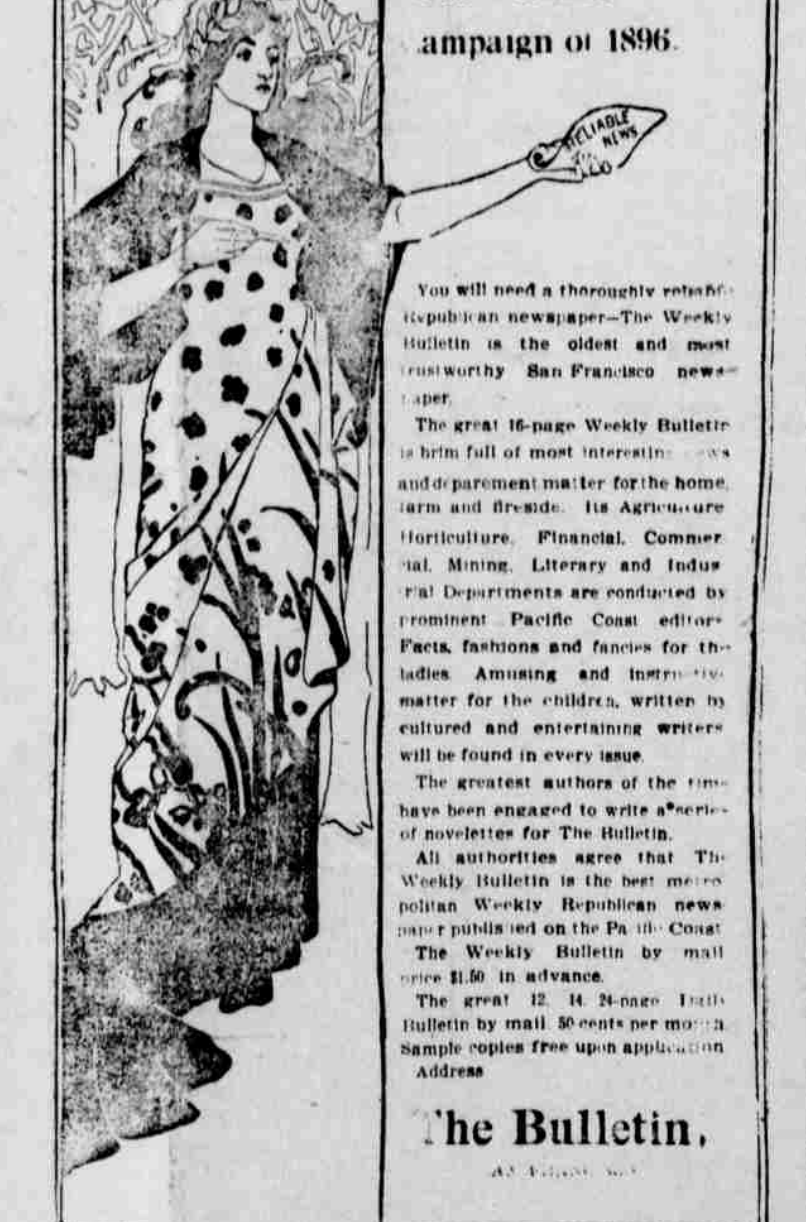 ampaign of 1896.
RELIABLE
NEWS
You will need a thoroughly reliable
Republican newspaper—The Weekly
Bulletin is the oldest and most
trustworthy San Francisco news-
paper.
The great 16-page Weekly Bulletin
is brim full of most interestin
and deparement matter for the home,
farm and fireside. Its Agriculture
Horticulture, Financial, Commer
cial, Mining, Literary and Indus
rial Departments are conducted by
prominent Pacific Coast editors
Facts, fashions and fancies for the
ladies. Amusing and instructive
matter for the children, written by
cultured and entertaining writers
will be found in every issue.
The greatest authors of the time
have been engaged to write a series
of novelettes for The Bulletin.
All authorities agree that The
Weekly Bulletin is the best metro
politan Weekly Republican news
paper published on the Pacific Coast
The Weekly Bulletin by mail
price $1.50 in advance.
The great 12, 14, 24-page Daily
Bulletin by mail 50 cents per month
Sample copies free upon application
Address
The Bulletin,